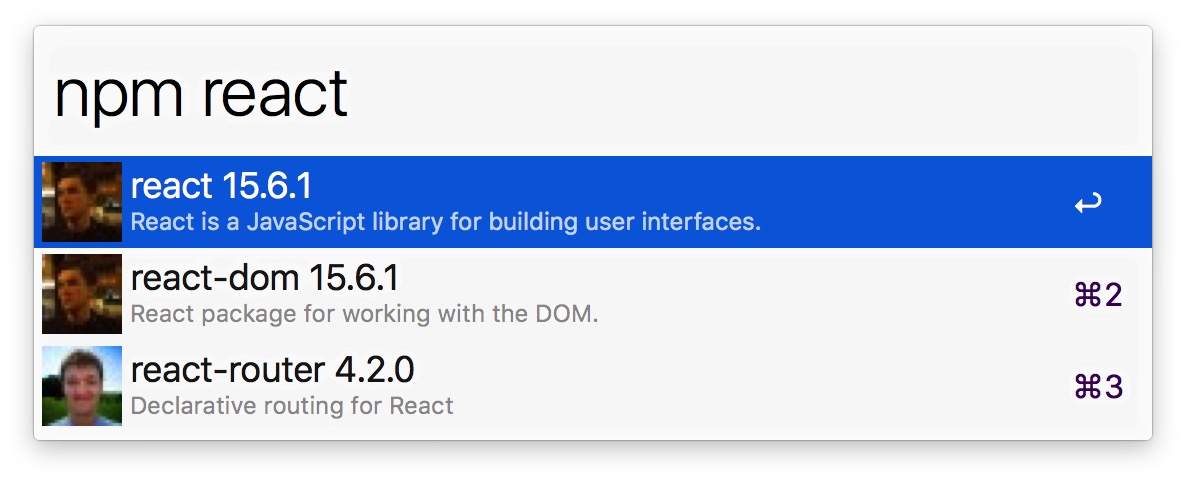 npm react
react 15.6.1
React is a JavaScript library for building user interfaces.
↩
react-dom 15.6.1
React package for working with the DOM.
⌘2
react-router 4.2.0
Declarative routing for React
⌘3